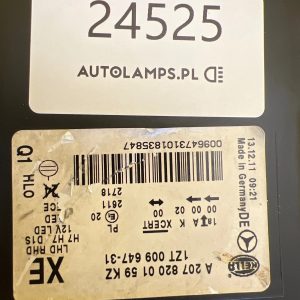 24525
AUTOLAMPS.PL
A 207 820 01 59 KZ
1ZT 009 647-31
XE
LHD RHD
H7 H7 D1S
12V LED
Q1 HLO
PL
2611
2718
20
XCERT
00 02 00
0096473101835847
13.12.11 09:21
Made in Germany
DE
HELLA